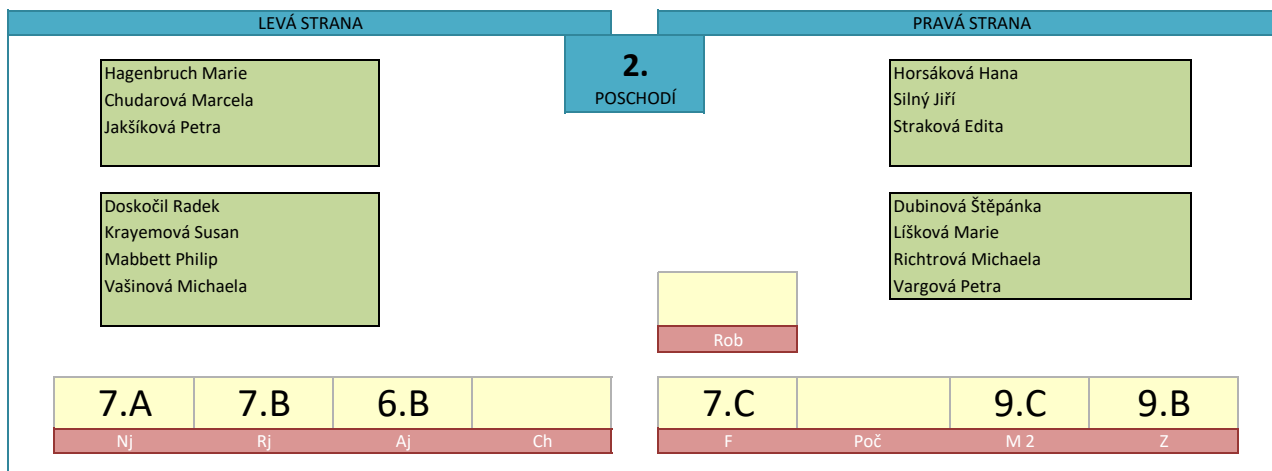 LEVÁ STRANA
PRAVÁ STRANA
2.
POSCHODÍ
Hagenbruch Marie
Chudarová Marcela
Jakšíková Petra
Horsáková Hana
Silný Jiří
Straková Edita
Doskočil Radek
Krayemová Susan
Mabbett Philip
Vašinová Michaela
Dubinová Štěpánka
Líšková Marie
Richtrová Michaela
Vargová Petra
Rob
7.A 7.B 6.B
Nj Rj Aj Ch
7.C 9.C 9.B
F Poč M 2 Z